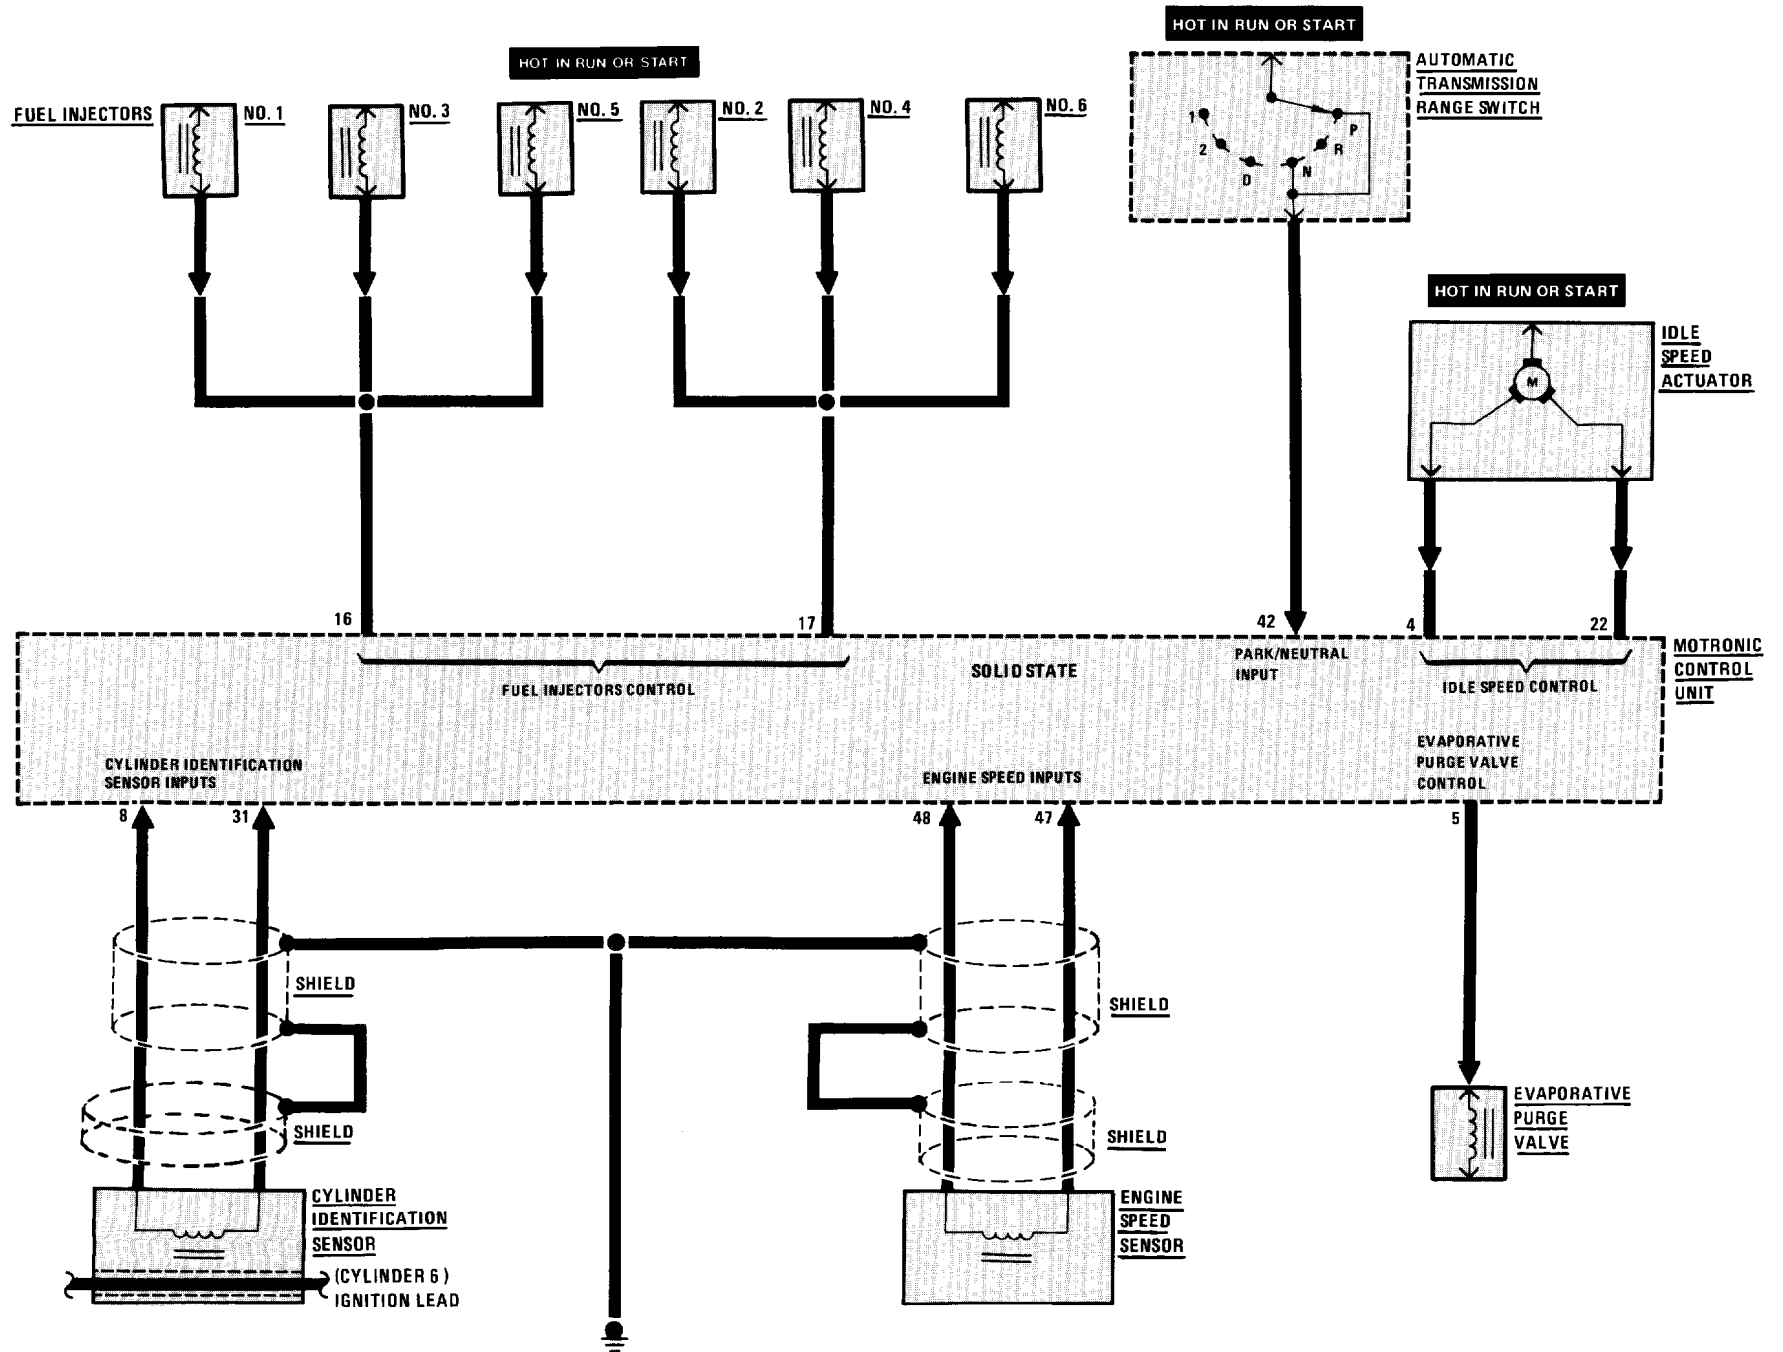 HOT IN RUN OR START
HOT IN RUN OR START
AUTOMATIC
TRANSMISSION
RANGE SWITCH
FUEL INJECTORS
NO. 1
NO. 3
NO. 5
NO. 2
NO. 4
NO. 6
1
2
D
N
R
P
HOT IN RUN OR START
IDLE
SPEED
ACTUATOR
M
16
17
42
4
22
MOTRONIC
CONTROL
UNIT
FUEL INJECTORS CONTROL
SOLID STATE
PARK/NEUTRAL
INPUT
IDLE SPEED CONTROL
CYLINDER IDENTIFICATION
SENSOR INPUTS
ENGINE SPEED INPUTS
EVAPORATIVE
PURGE VALVE
CONTROL
8
31
48
47
5
SHIELD
SHIELD
SHIELD
SHIELD
EVAPORATIVE
PURGE
VALVE
CYLINDER
IDENTIFICATION
SENSOR
(CYLINDER 6)
IGNITION LEAD
ENGINE
SPEED
SENSOR